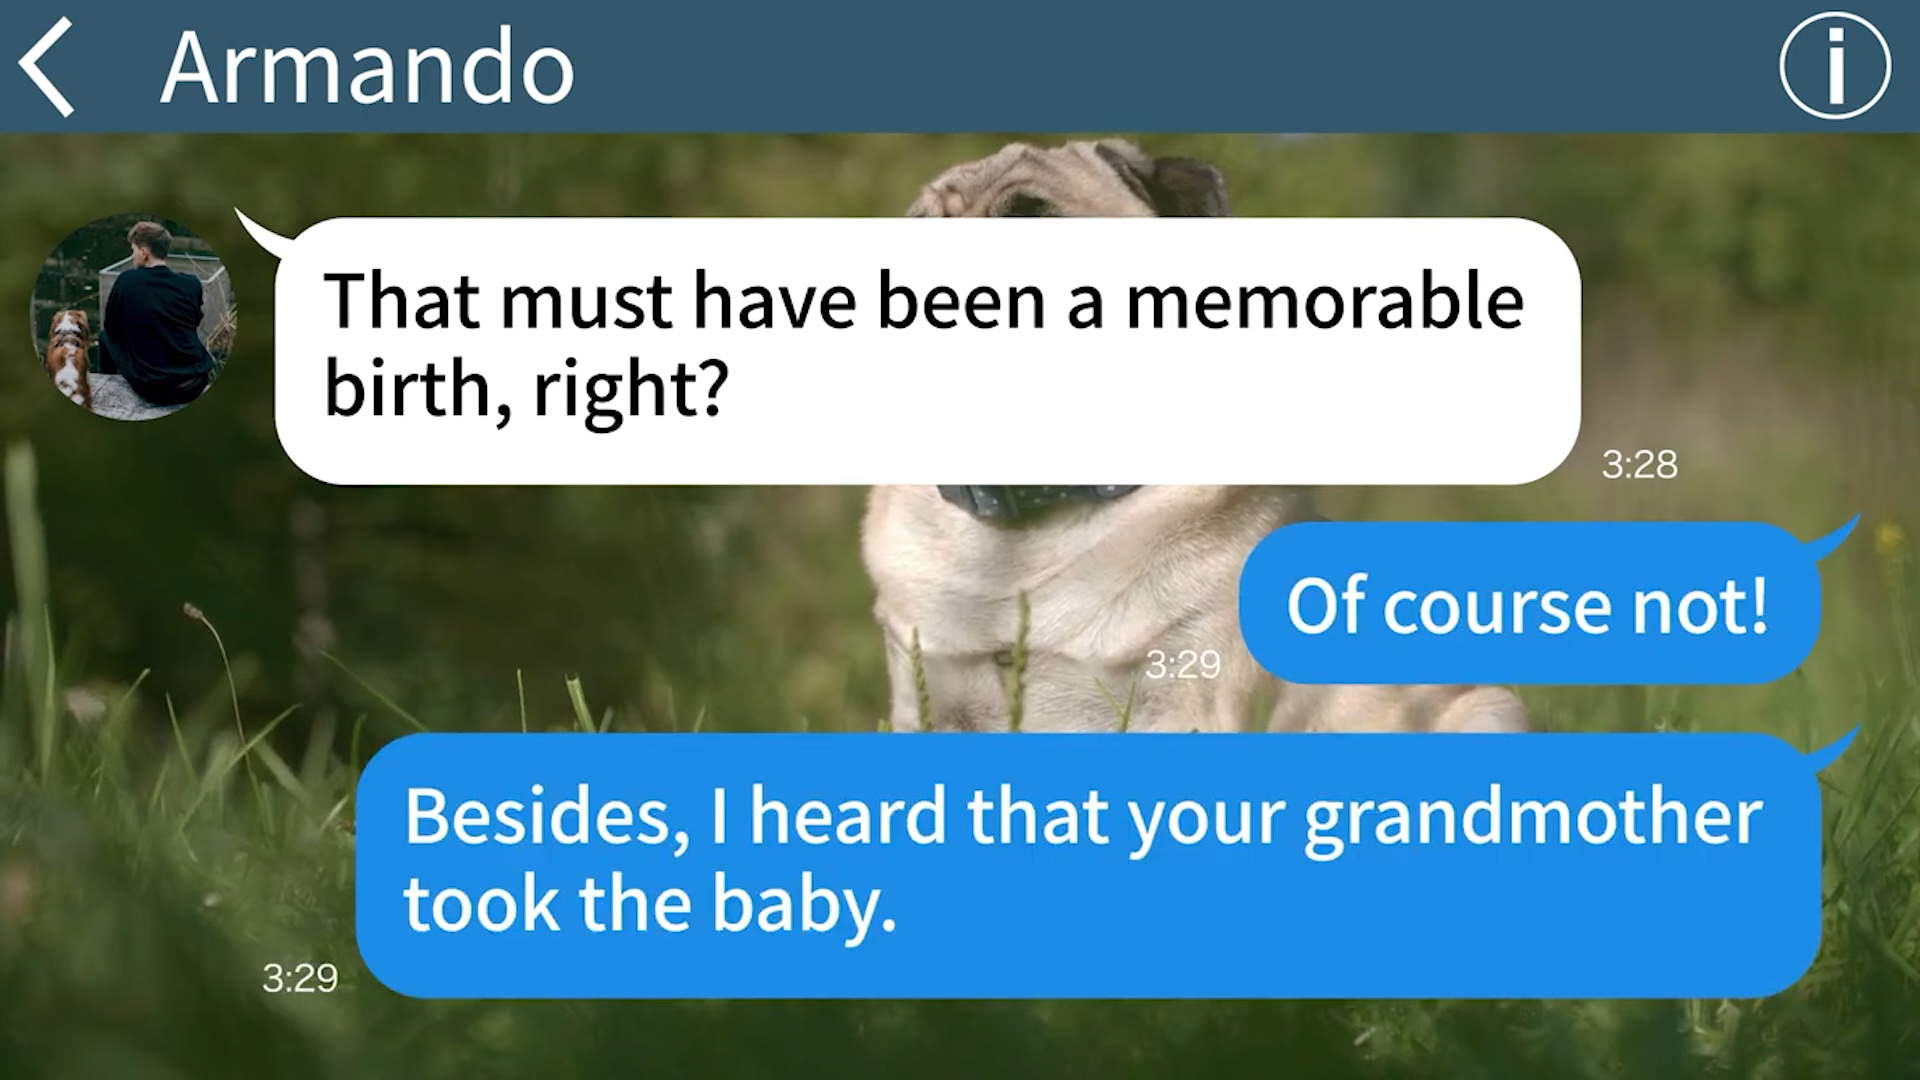 Armando
That must have been a memorable
birth, right?
3:28
Of course not!
3:29
Besides, I heard that your grandmother
took the baby.
3:29